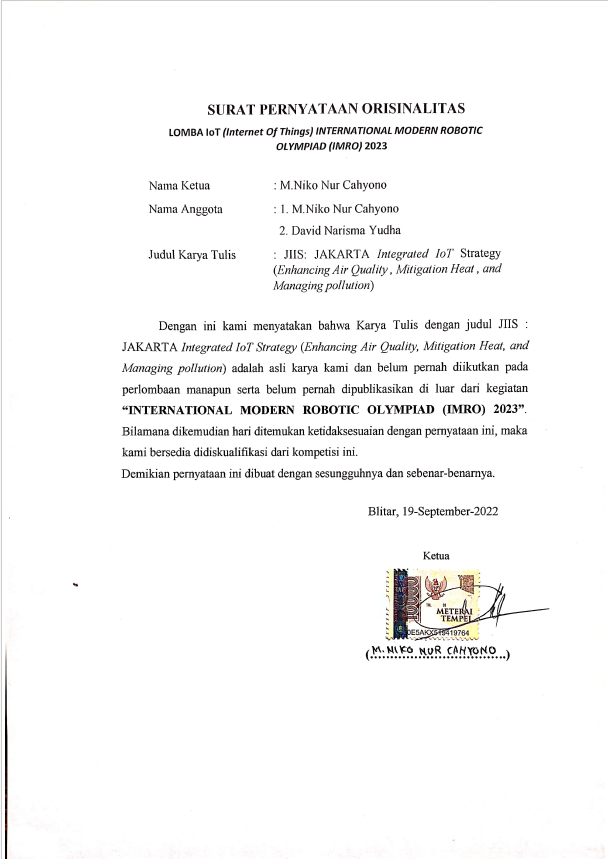 SURAT PERNYATAAN ORISINALITAS
LOMBA IoT (Internet Of Things) INTERNATIONAL MODERN ROBOTIC
OLYMPIAD (IMRO) 2023
Nama Ketua : M.Niko Nur Cahyono
Nama Anggota : 1. M.Niko Nur Cahyono
2. David Narisma Yudha
Judul Karya Tulis : JIIS: JAKARTA Integrated IoT Strategy
(Enhancing Air Quality , Mitigation Heat , and
Managing pollution)
Dengan ini kami menyatakan bahwa Karya Tulis dengan judul JIIS :
JAKARTA Integrated IoT Strategy (Enhancing Air Quality, Mitigation Heat, and
Managing pollution) adalah asli karya kami dan belum pernah diikutkan pada
perlombaan manapun serta belum pernah dipublikasikan di luar dari kegiatan
“INTERNATIONAL MODERN ROBOTIC OLYMPIAD (IMRO) 2023”.
Bilamana dikemudian hari ditemukan ketidaksesuaian dengan pernyataan ini, maka
kami bersedia didiskualifikasi dari kompetisi ini.
Demikian pernyataan ini dibuat dengan sesungguhnya dan sebenar-benarnya.
Blitar, 19-September-2022
Ketua
10000
METERAI
TEMPEL
(M. NIKO NUR CAHYONO)